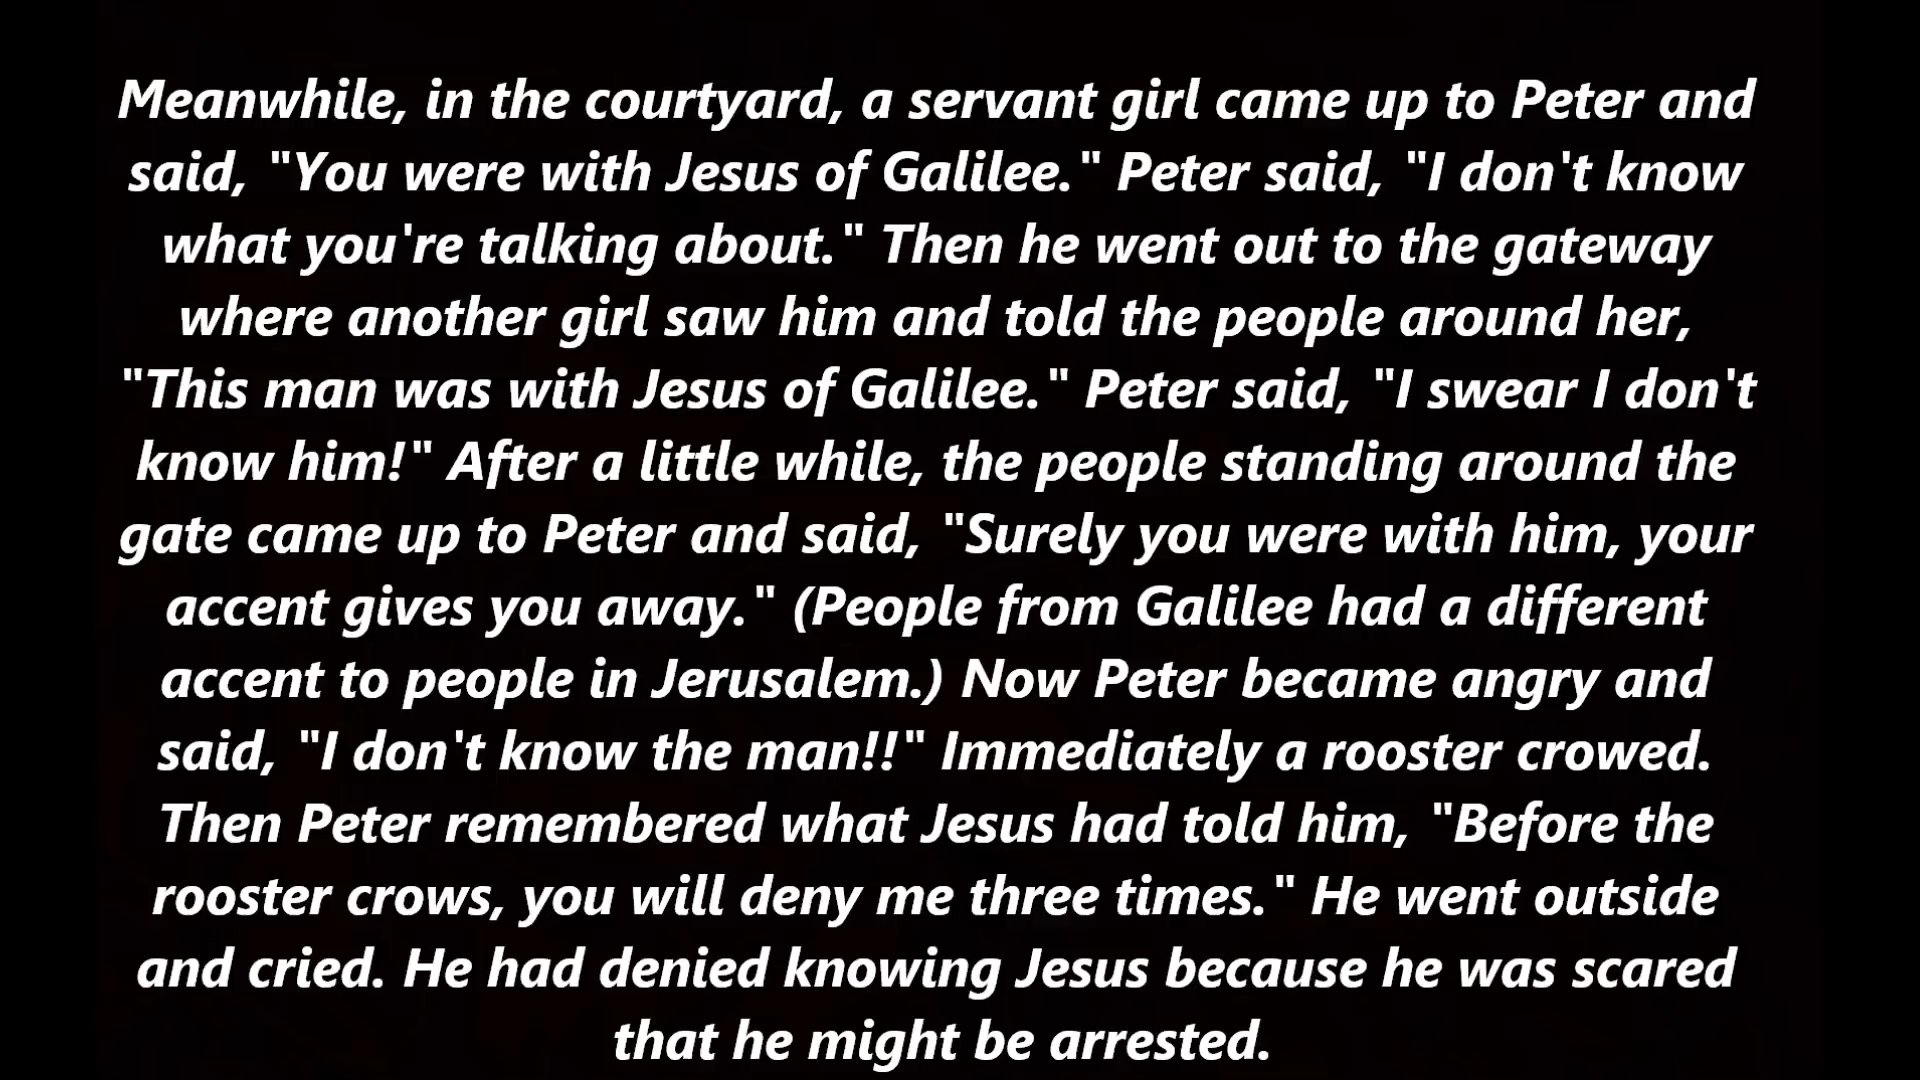 Meanwhile, in the courtyard, a servant girl came up to Peter and
said, "You were with Jesus of Galilee." Peter said, "I don't know
what you're talking about." Then he went out to the gateway
where another girl saw him and told the people around her,
"This man was with Jesus of Galilee." Peter said, "I swear I don't
know him!" After a little while, the people standing around the
gate came up to Peter and said, "Surely you were with him, your
accent gives you away." (People from Galilee had a different
accent to people in Jerusalem.) Now Peter became angry and
said, "I don't know the man!!" Immediately a rooster crowed.
Then Peter remembered what Jesus had told him, "Before the
rooster crows, you will deny me three times." He went outside
and cried. He had denied knowing Jesus because he was scared
that he might be arrested.